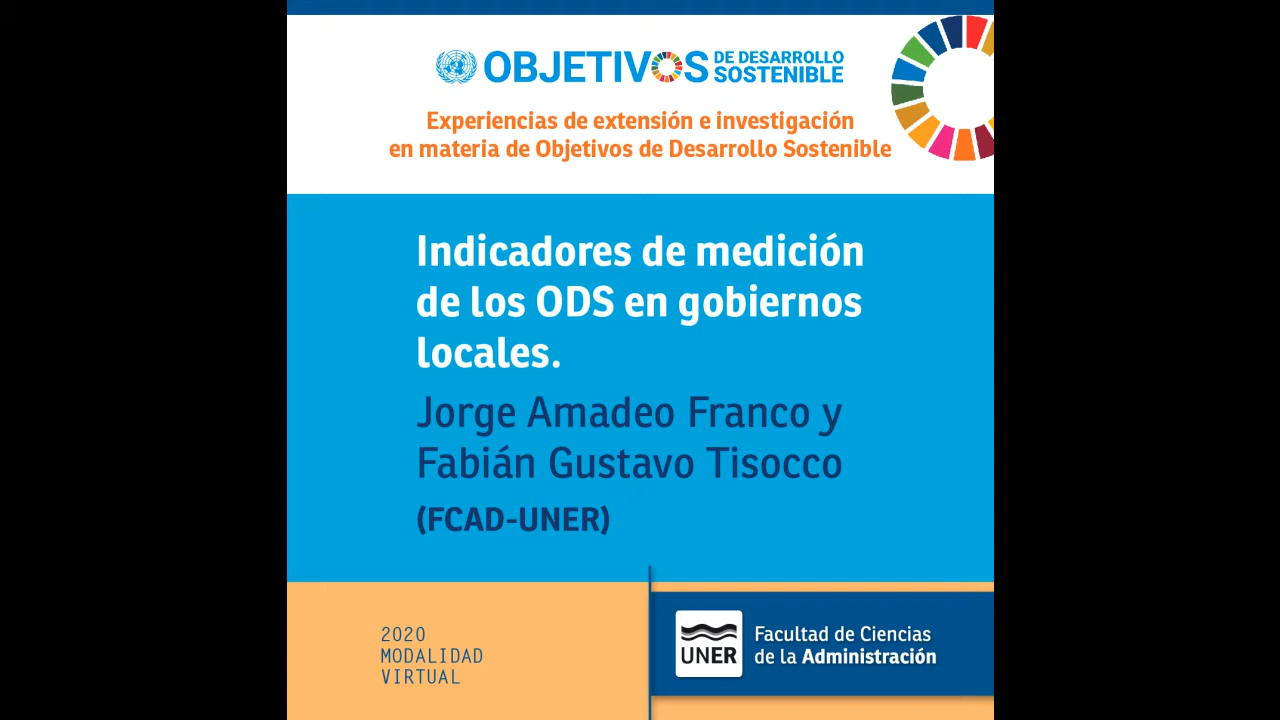 OBJETIVOS DE DESARROLLO
SOSTENIBLE
Experiencias de extensión e investigación
en materia de Objetivos de Desarrollo Sostenible
Indicadores de medición
de los ODS en gobiernos
locales.
Jorge Amadeo Franco y
Fabián Gustavo Tisocco
(FCAD-UNER)
2020
MODALIDAD
VIRTUAL
UNER
Facultad de Ciencias
de la Administración